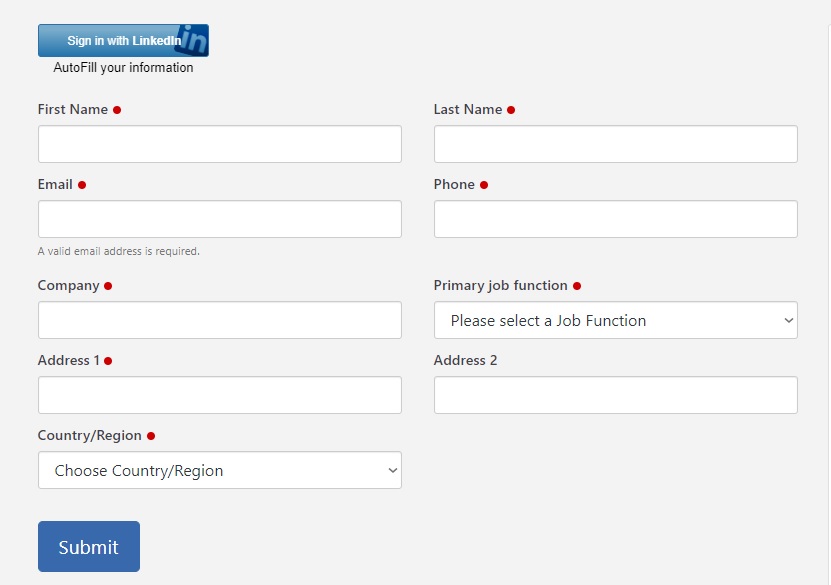 Sign in with LinkedIn in
AutoFill your information
First Name
Last Name
Email
Phone
A valid email address is required.
Company
Primary job function
Please select a Job Function
Address 1
Address 2
Country/Region
Choose Country/Region
Submit